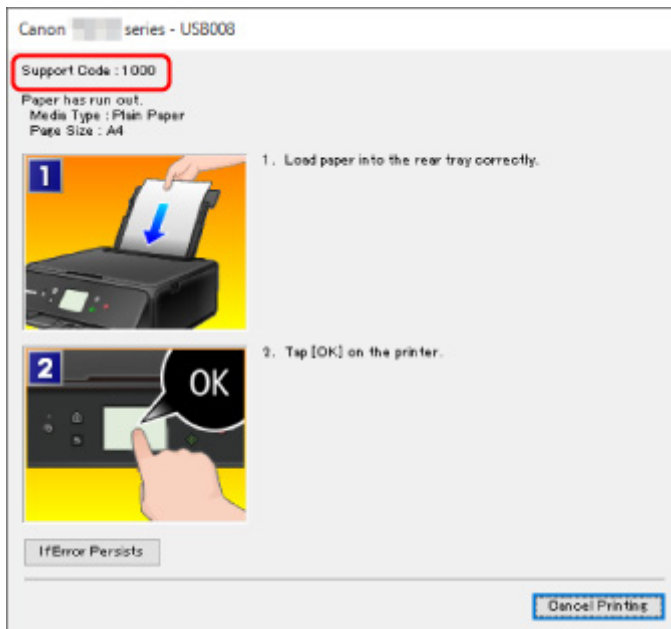 Canon series - USB008
Support Code : 1000
Paper has run out.
Media Type : Plain Paper
Page Size : A4
1
1. Load paper into the rear tray correctly.
2
OK
2. Tap [OK] on the printer.
If Error Persists
Cancel Printing